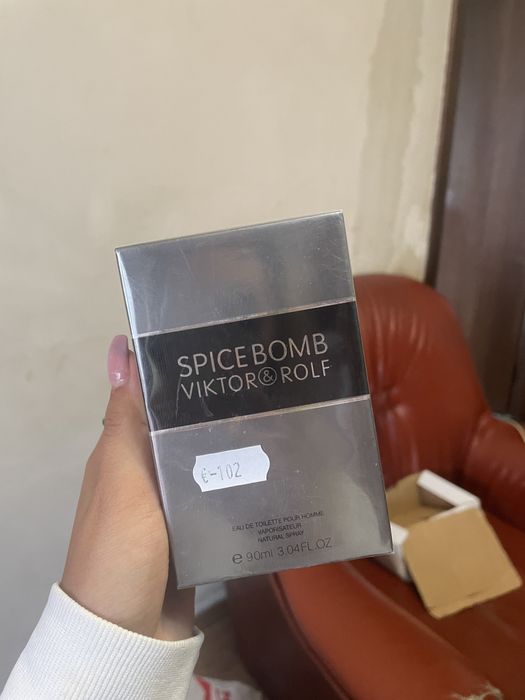 SPICEBOMB
VIKTOR & ROLF
€-102
EAU DE TOILETTE POUR HOMME
VAPORISATEUR
NATURAL SPRAY
℮ 90ml 3.04FL.OZ